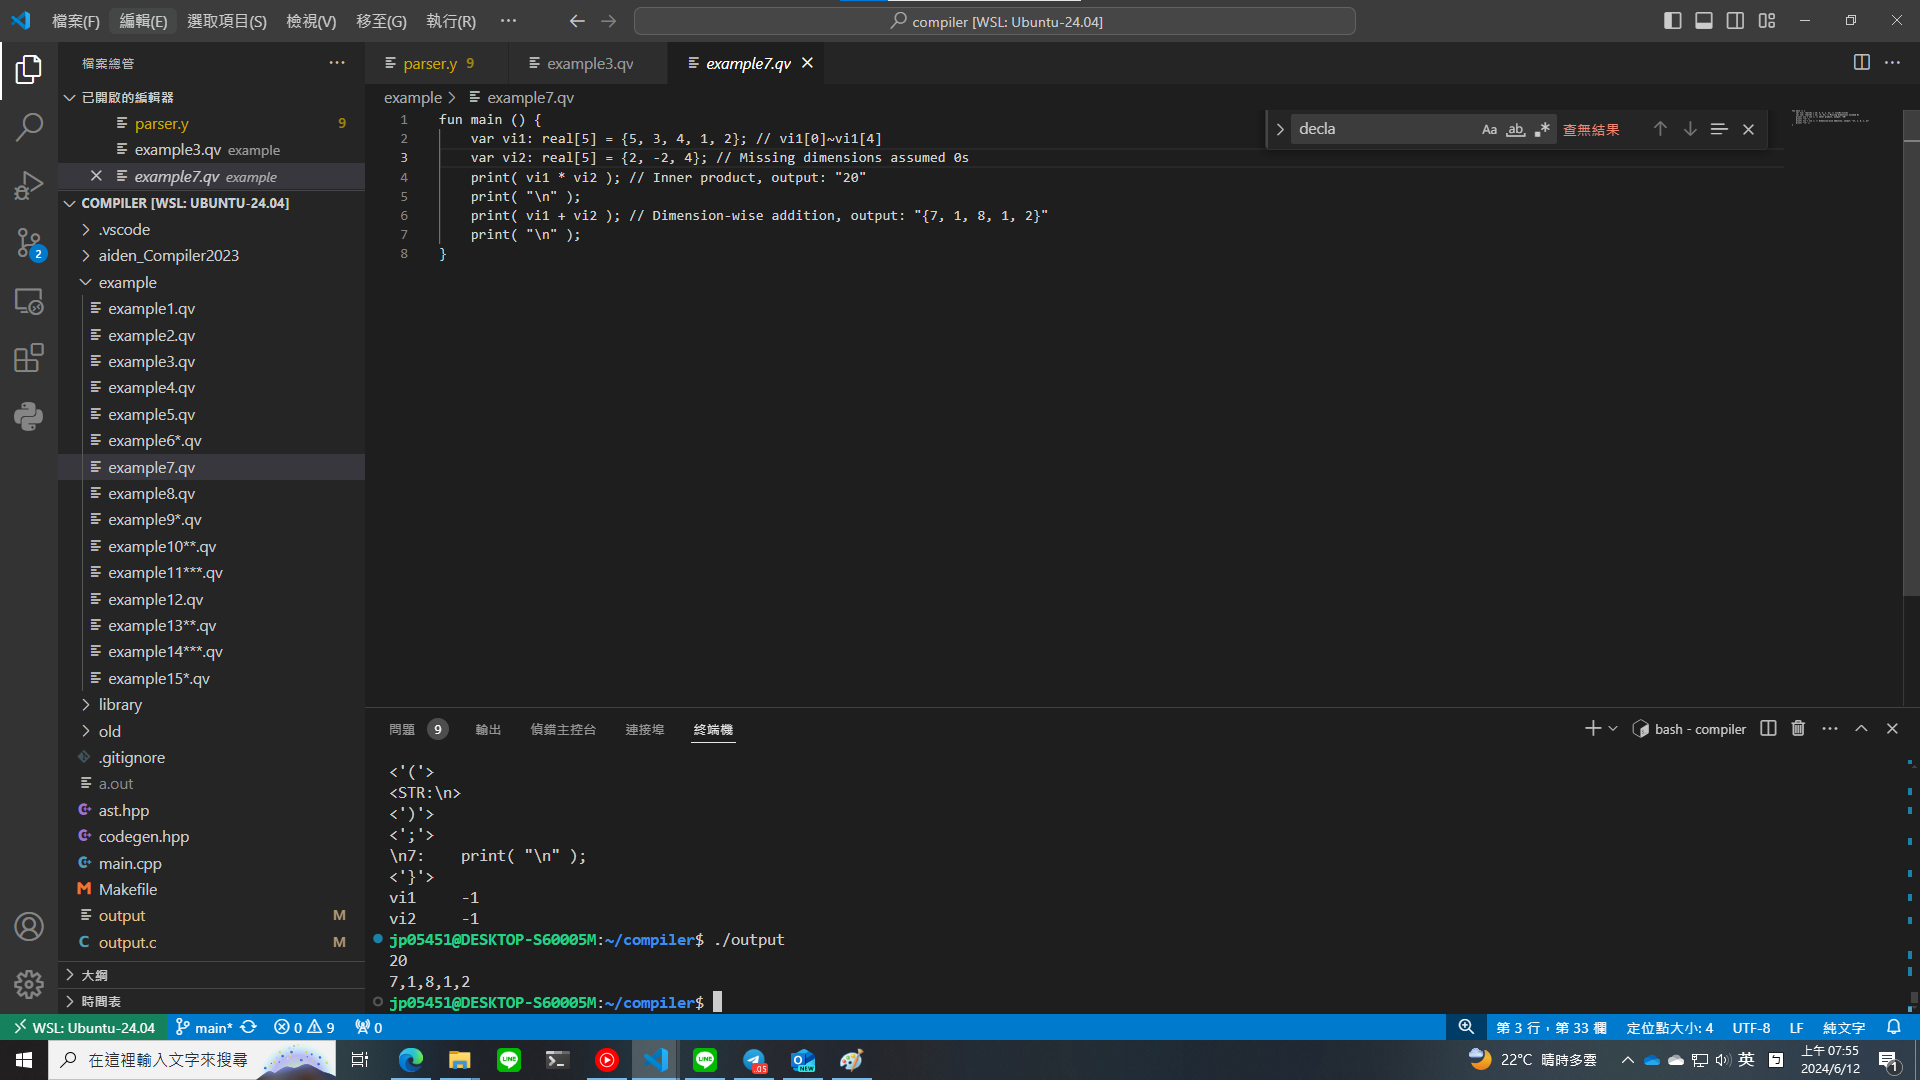 檔案(F) 編輯(E) 選取項目(S) 檢視(V) 移至(G) 執行(R) ··· compiler [WSL: Ubuntu-24.04]
檔案總管 ···
已開啟的編輯器
parser.y 9
example3.qv example
example7.qv example
COMPILER [WSL: UBUNTU-24.04]
.vscode
aiden_Compiler2023
example
example1.qv
example2.qv
example3.qv
example4.qv
example5.qv
example6*.qv
example7.qv
example8.qv
example9*.qv
example10**.qv
example11***.qv
example12.qv
example13**.qv
example14***.qv
example15*.qv
library
old
.gitignore
a.out
ast.hpp
codegen.hpp
main.cpp
Makefile
output M
output.c M
大綱
時間表
2
parser.y 9 example3.qv example7.qv
example > example7.qv
decla Aa ab 查無結果
1 fun main () {
2 var vi1: real[5] = {5, 3, 4, 1, 2}; // vi1[0]~vi1[4]
3 var vi2: real[5] = {2, -2, 4}; // Missing dimensions assumed 0s
4 print( vi1 * vi2 ); // Inner product, output: "20"
5 print( "\n" );
6 print( vi1 + vi2 ); // Dimension-wise addition, output: "{7, 1, 8, 1, 2}"
7 print( "\n" );
8 }
問題 9 輸出 偵錯主控台 連接埠 終端機 bash - compiler
<'('>
<STR:\n>
<')'>
<';'>
\n7: print( "\n" );
<'}'>
vi1 -1
vi2 -1
jp05451@DESKTOP-S60005M:~/compiler$ ./output
20
7,1,8,1,2
jp05451@DESKTOP-S60005M:~/compiler$
WSL: Ubuntu-24.04 main* 0 9 0 第 3 行，第 33 欄 定位點大小: 4 UTF-8 LF 純文字
在這裡輸入文字來搜尋 22°C 晴時多雲 英 上午 07:55
2024/6/12